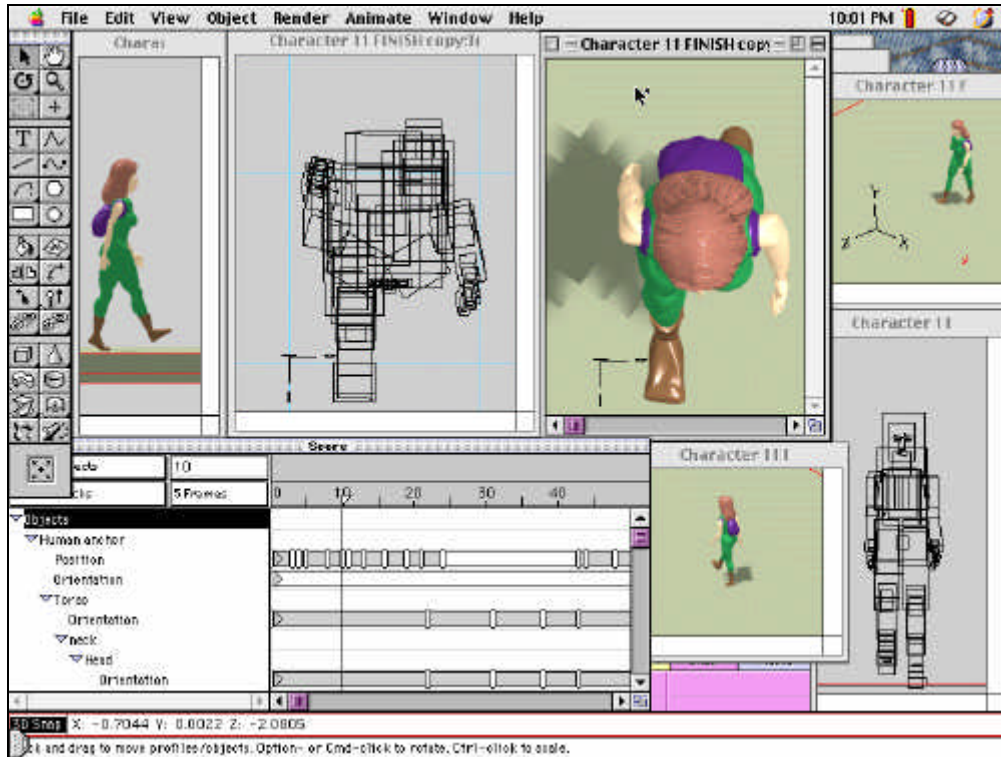 File Edit View Object Render Animate Window Help 10:01 PM
Character 11 FINISH copy:3(
Character 11 FINISH copy
Character 11 f
T
Y
Z X
Character 11
Character 11 f
Score
10
5 Frames
0 10 20 30 40
Objects
Human anchor
Position
Orientation
Torso
Orientation
neck
Head
Orientation
3D Snap X: -0.7044 Y: 0.0022 Z: -2.0805
and drag to move profiles/objects. Option- or Cmd-click to rotate. Ctrl-click to scale.